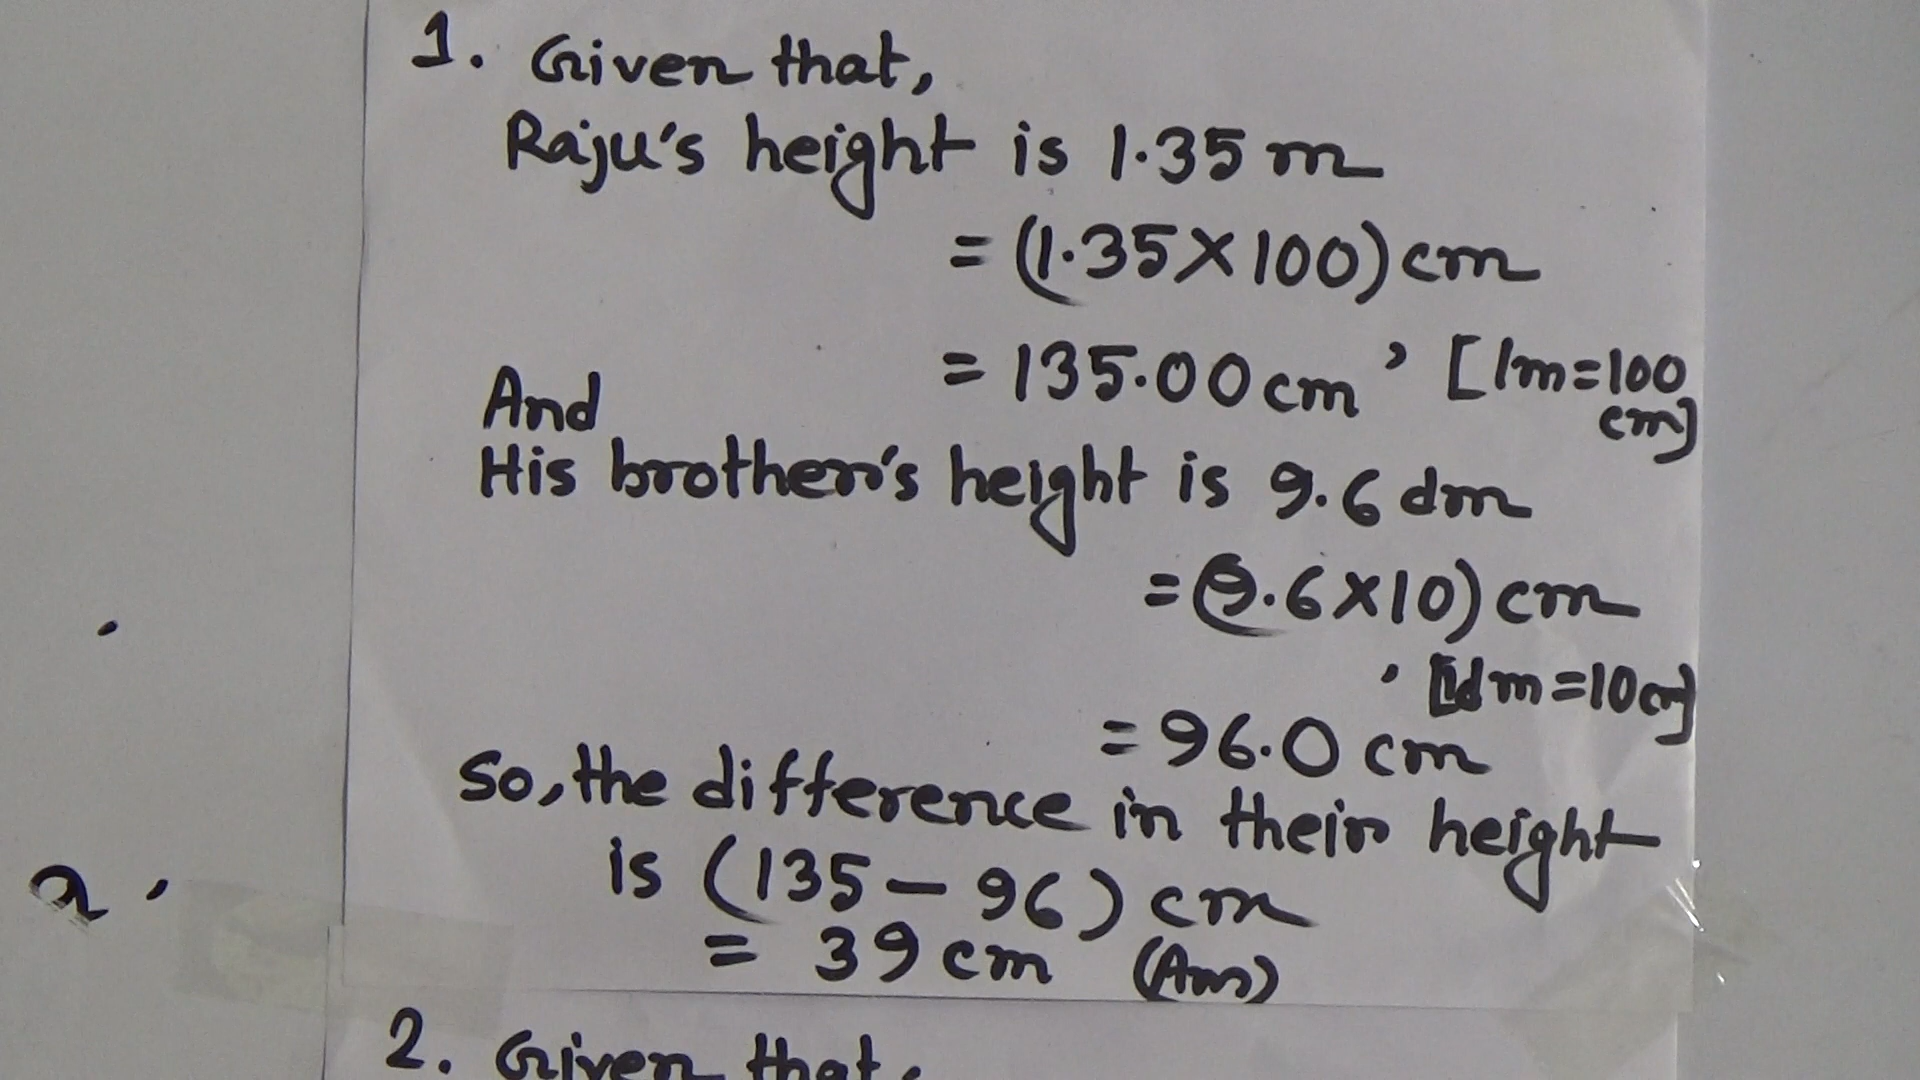 1. Given that,
Raju's height is 1.35 m
= (1.35×100) cm
= 135.00 cm, [1m=100
cm]
And
His brother's height is 9.6 dm
= (9.6×10) cm
[1dm=10cm]
= 96.0 cm
So, the difference in their height
is (135-96) cm
= 39 cm (Ans)
2. Given that,